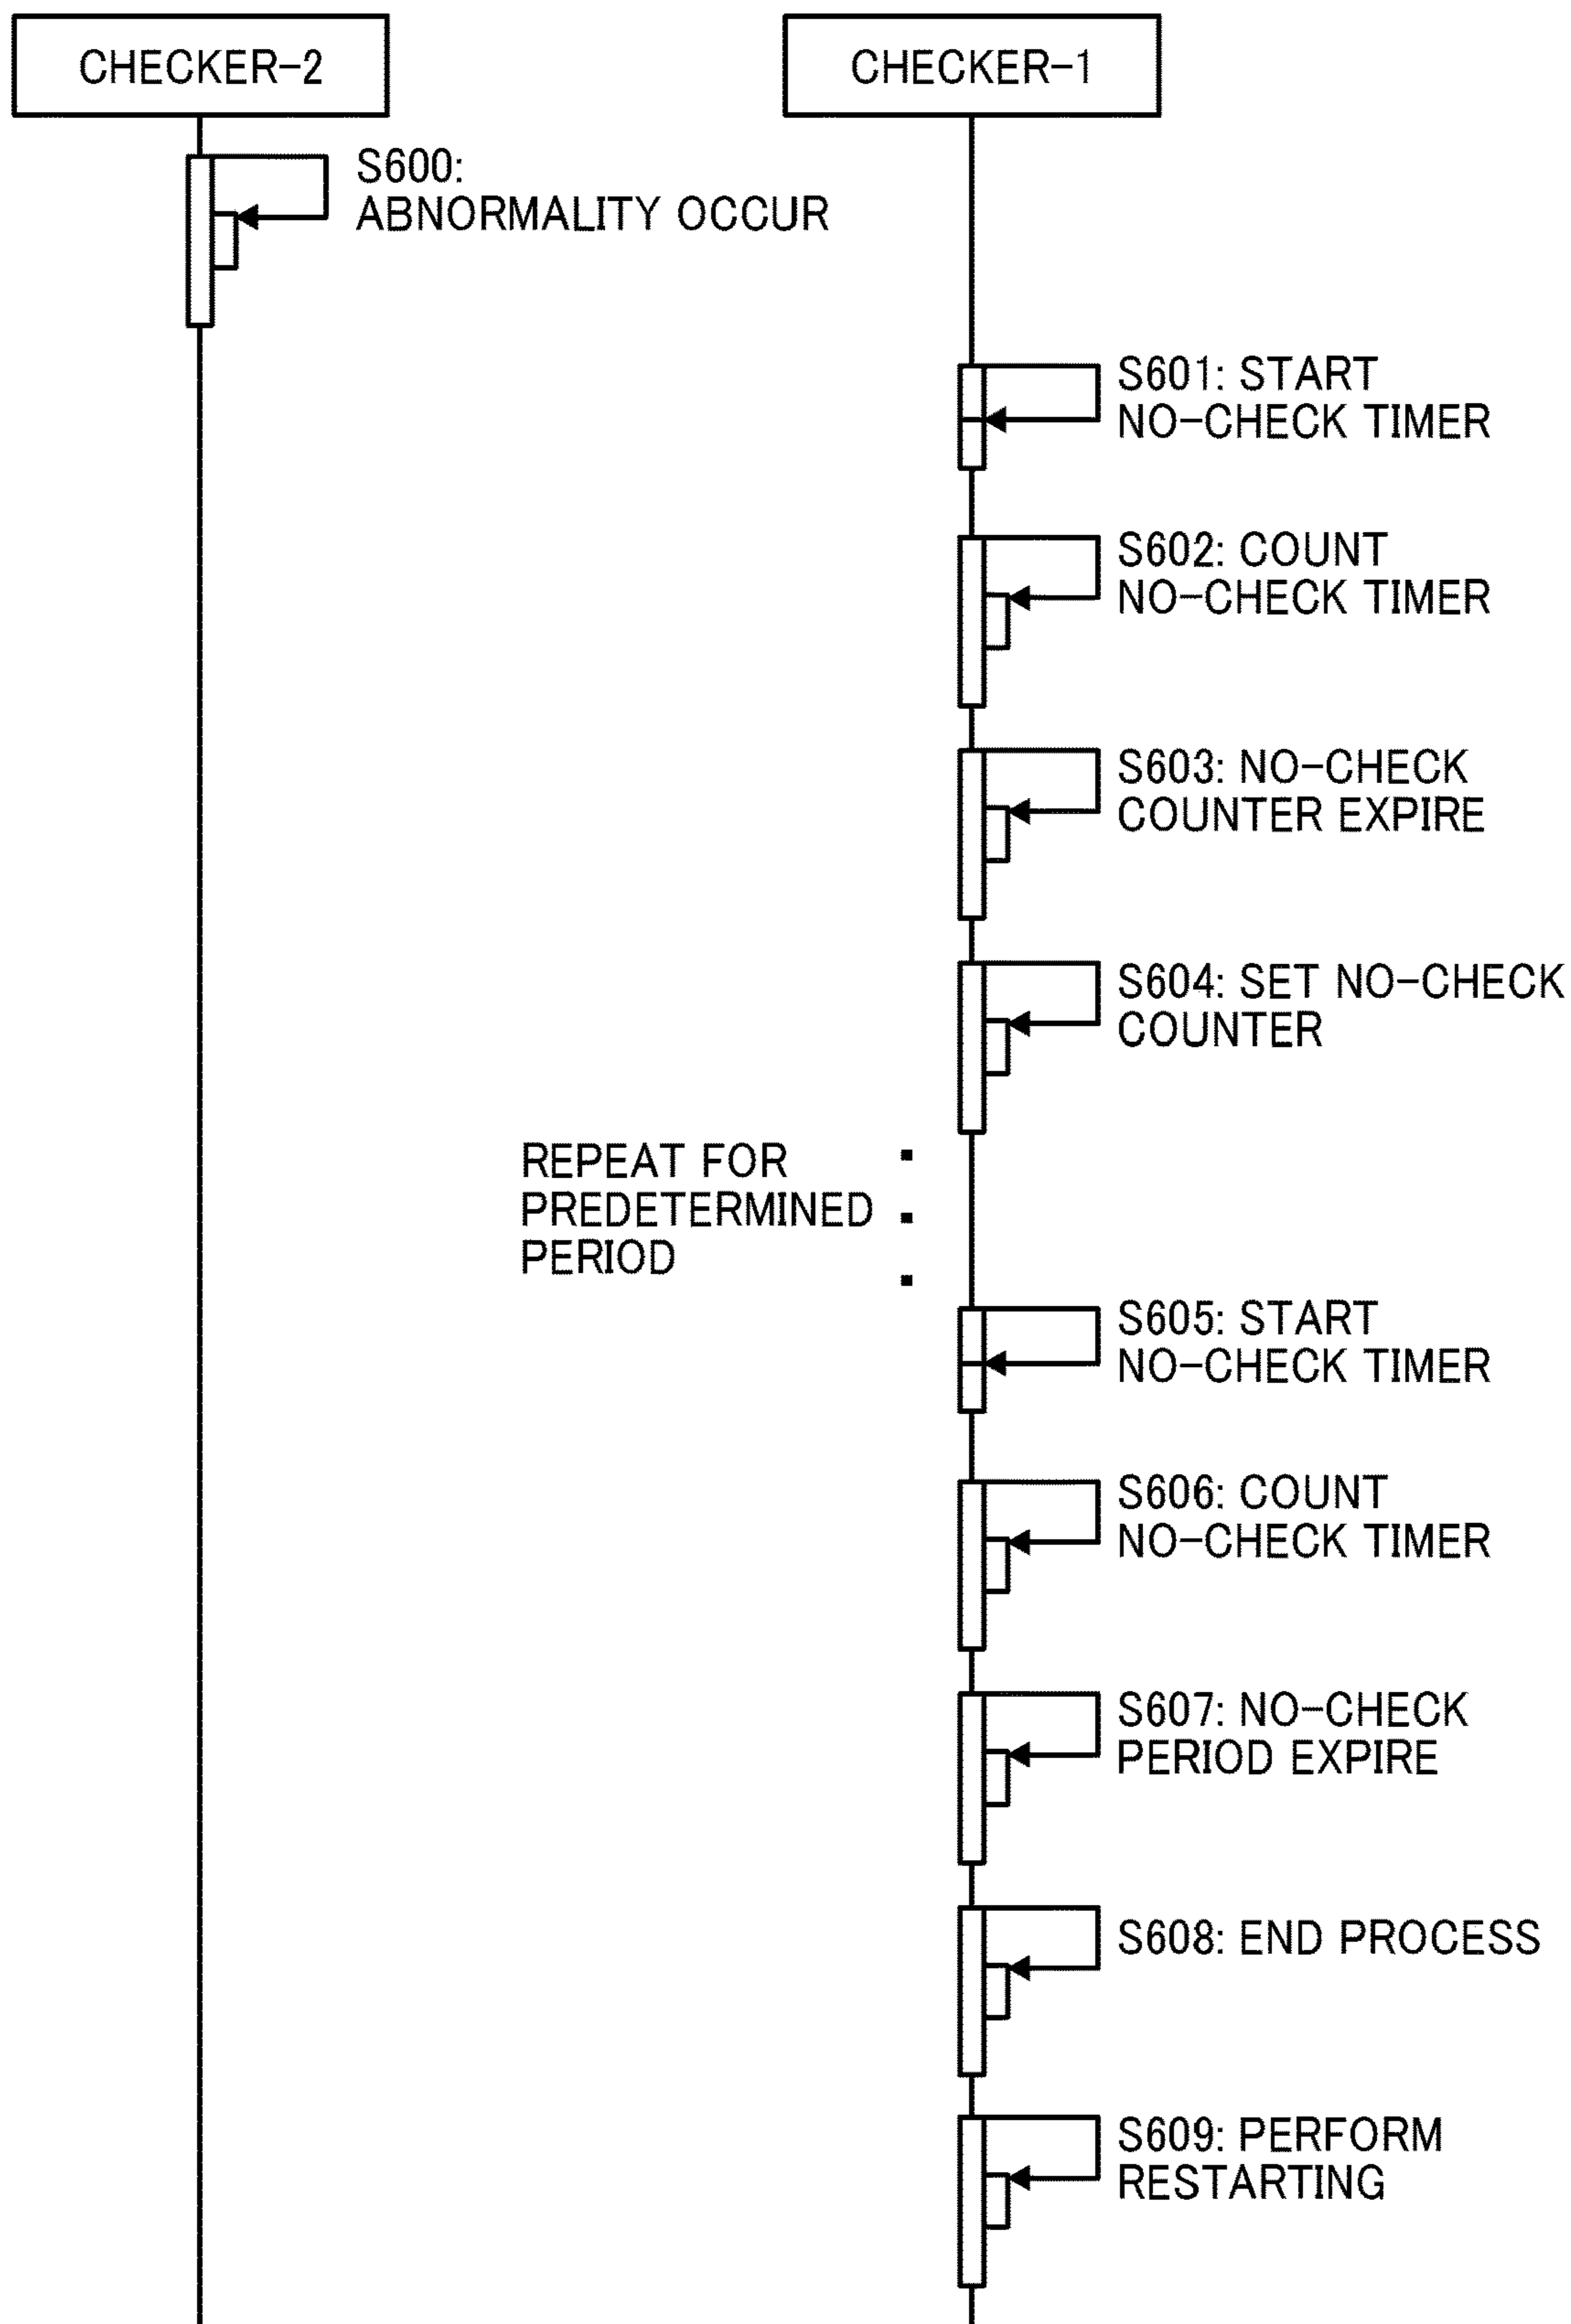 CHECKER-2
CHECKER-1
S600:
ABNORMALITY OCCUR
S601: START
NO-CHECK TIMER
S602: COUNT
NO-CHECK TIMER
S603: NO-CHECK
COUNTER EXPIRE
S604: SET NO-CHECK
COUNTER
REPEAT FOR
PREDETERMINED
PERIOD
S605: START
NO-CHECK TIMER
S606: COUNT
NO-CHECK TIMER
S607: NO-CHECK
PERIOD EXPIRE
S608: END PROCESS
S609: PERFORM
RESTARTING